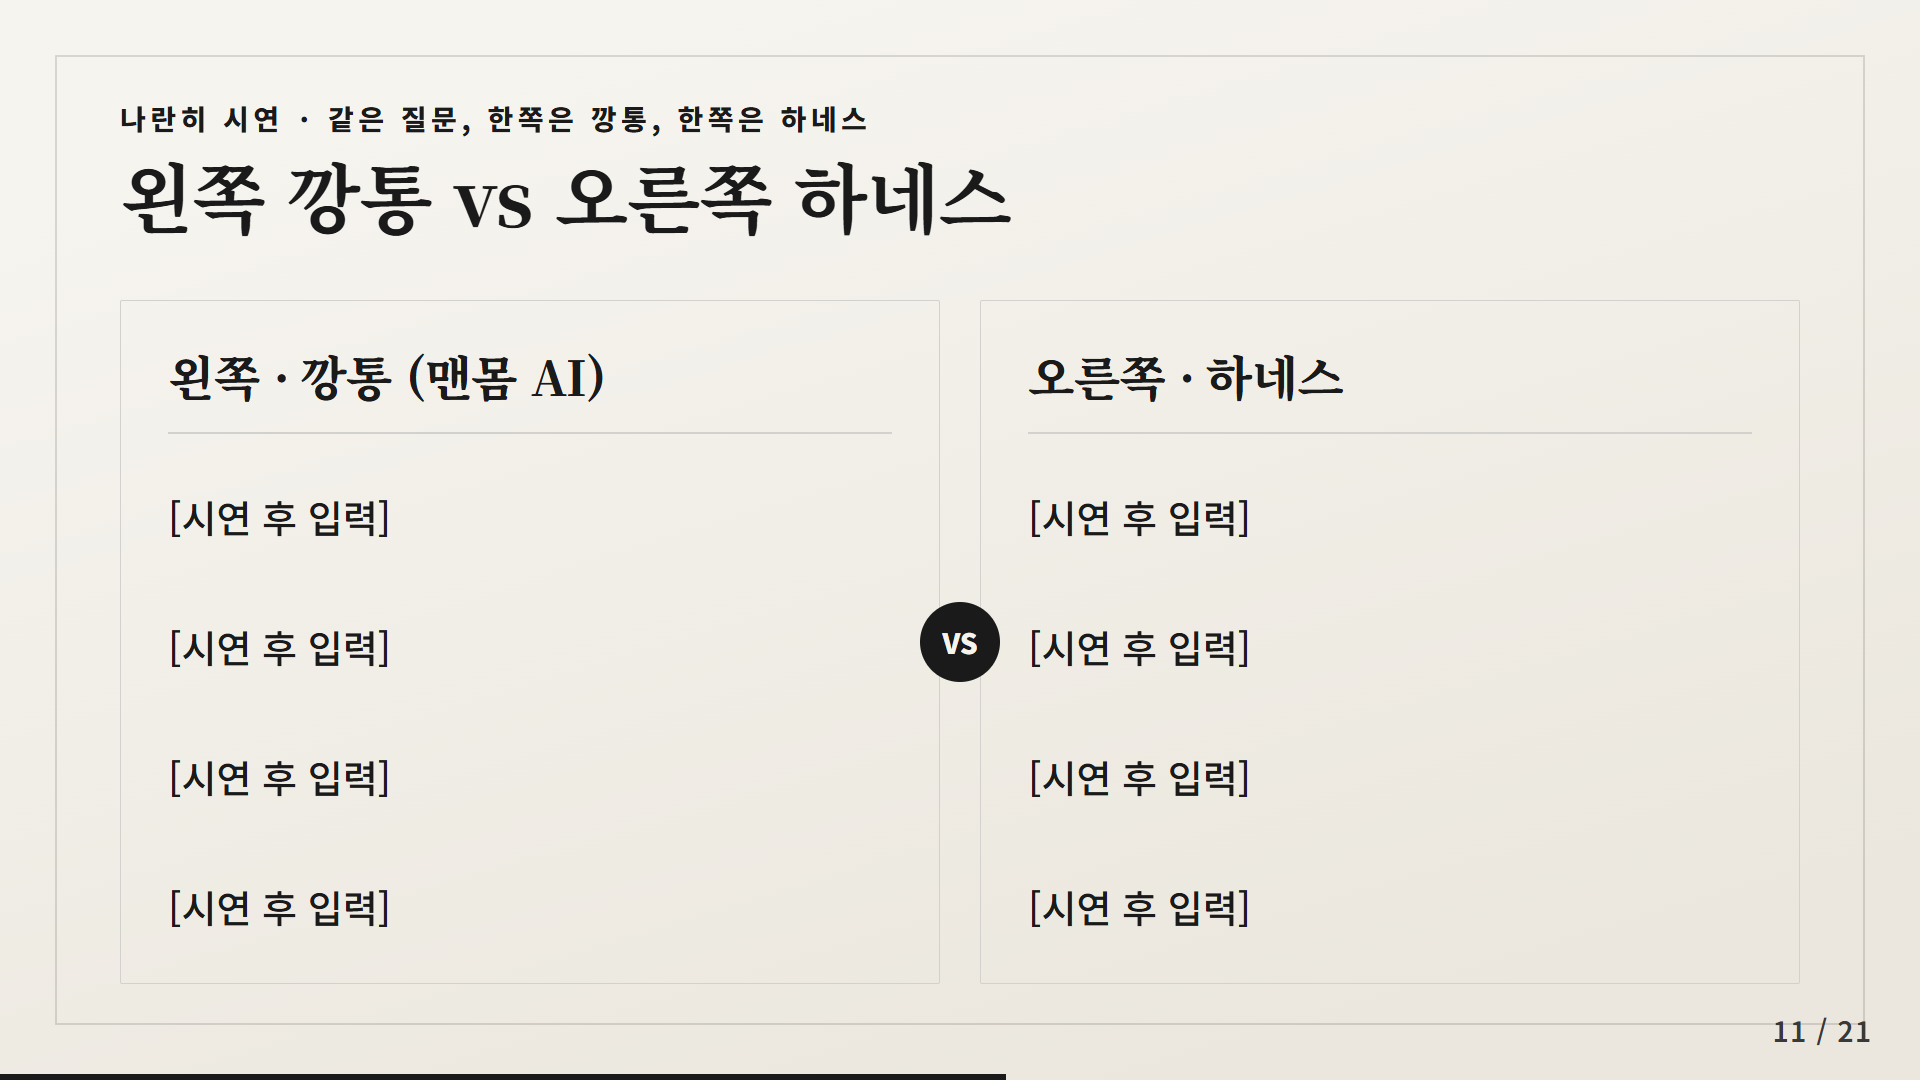 나란히 시연 · 같은 질문, 한쪽은 깡통, 한쪽은 하네스
왼쪽 깡통 vs 오른쪽 하네스
왼쪽 · 깡통 (맨몸 AI)
[시연 후 입력]
[시연 후 입력]
[시연 후 입력]
[시연 후 입력]
VS
오른쪽 · 하네스
[시연 후 입력]
[시연 후 입력]
[시연 후 입력]
[시연 후 입력]
11 / 21